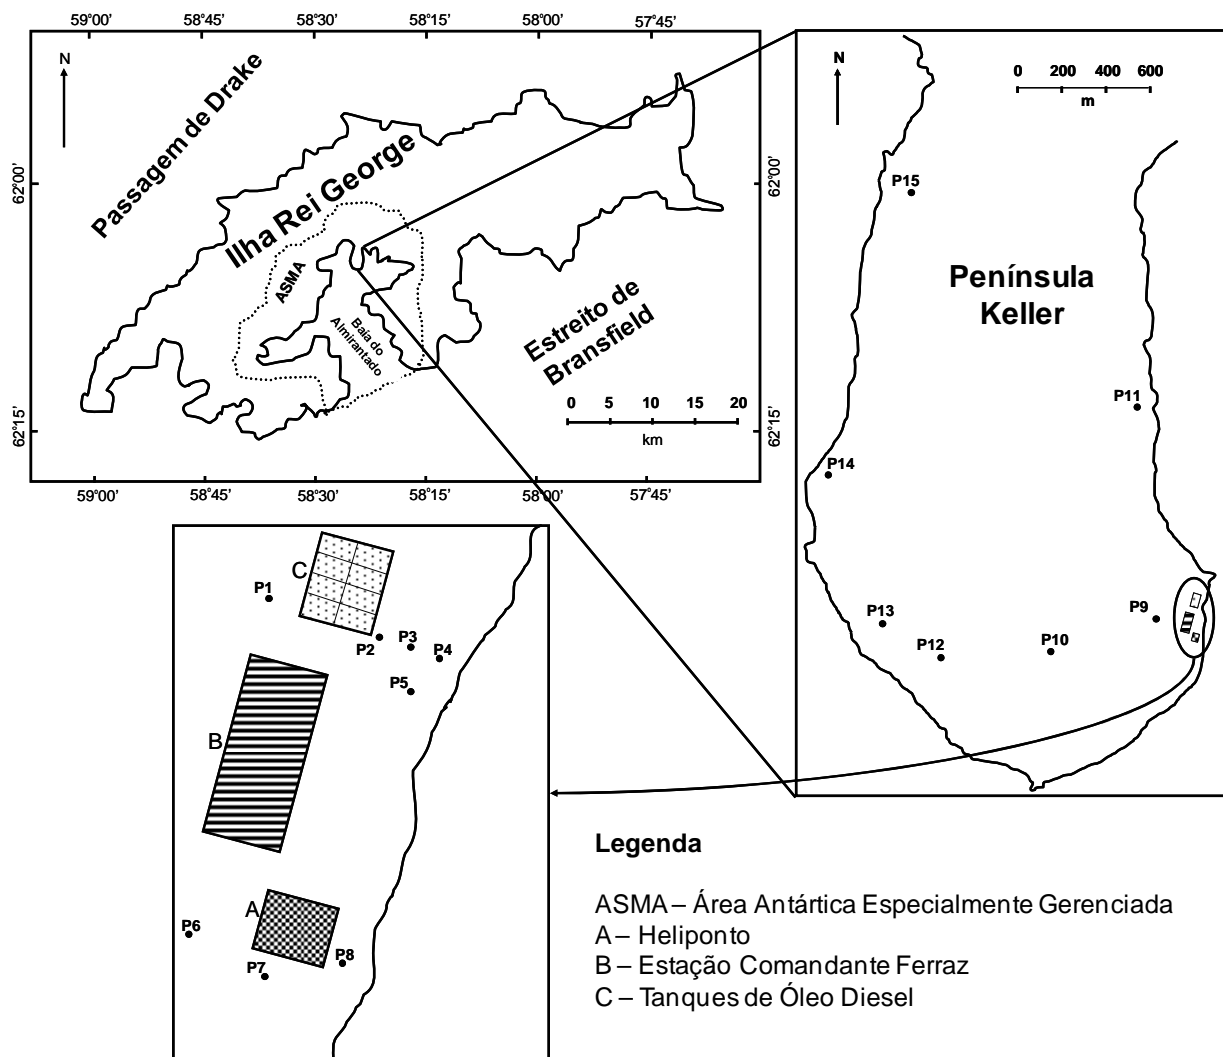 59°00'
58°45'
58°30'
58°15'
58°00'
57°45'
N
Passagem de Drake
Ilha Rei George
ASMA
Baía do
Almirantado
Estreito de
Bransfield
0 5 10 15 20
km
62°00'
62°15'
62°00'
62°15'
59°00'
58°45'
58°30'
58°15'
58°00'
57°45'
N
0 200 400 600
m
P15
Península
Keller
P11
P14
P13
P12
P10
P9
C
P1
P2
P3
P4
P5
B
A
P6
P7
P8
Legenda
ASMA – Área Antártica Especialmente Gerenciada
A – Heliponto
B – Estação Comandante Ferraz
C – Tanques de Óleo Diesel